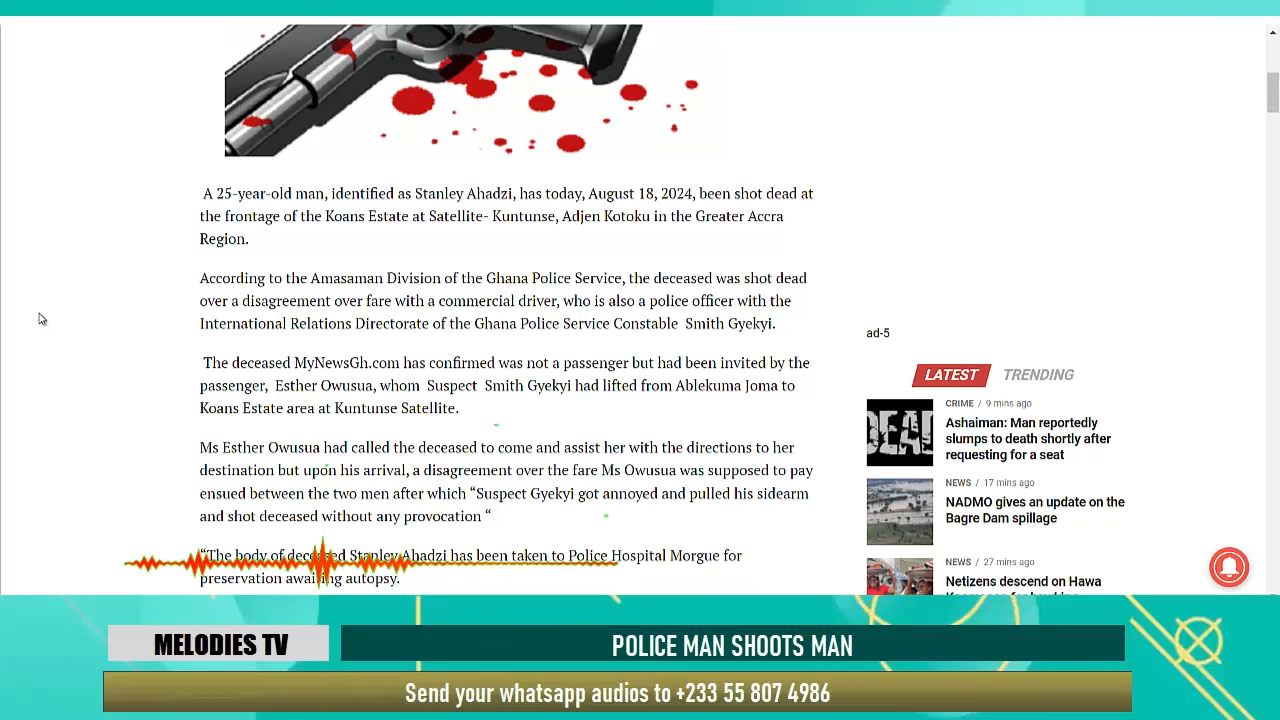 A 25-year-old man, identified as Stanley Ahadzi, has today, August 18, 2024, been shot dead at
the frontage of the Koans Estate at Satellite- Kuntunse, Adjen Kotoku in the Greater Accra
Region.
According to the Amasaman Division of the Ghana Police Service, the deceased was shot dead
over a disagreement over fare with a commercial driver, who is also a police officer with the
International Relations Directorate of the Ghana Police Service Constable Smith Gyekyi.
The deceased MyNewsGh.com has confirmed was not a passenger but had been invited by the
passenger, Esther Owusua, whom Suspect Smith Gyekyi had lifted from Ablekuma Joma to
Koans Estate area at Kuntunse Satellite.
Ms Esther Owusua had called the deceased to come and assist her with the directions to her
destination but upon his arrival, a disagreement over the fare Ms Owusua was supposed to pay
ensued between the two men after which “Suspect Gyekyi got annoyed and pulled his sidearm
and shot deceased without any provocation “
“The body of deceased Stanley Ahadzi has been taken to Police Hospital Morgue for
preservation awaiting autopsy.
ad-5
LATEST TRENDING
CRIME / 9 mins ago
Ashaiman: Man reportedly
slumps to death shortly after
requesting for a seat
DEAD
NEWS / 17 mins ago
NADMO gives an update on the
Bagre Dam spillage
NEWS / 27 mins ago
Netizens descend on Hawa
MELODIES TV
POLICE MAN SHOOTS MAN
Send your whatsapp audios to +233 55 807 4986